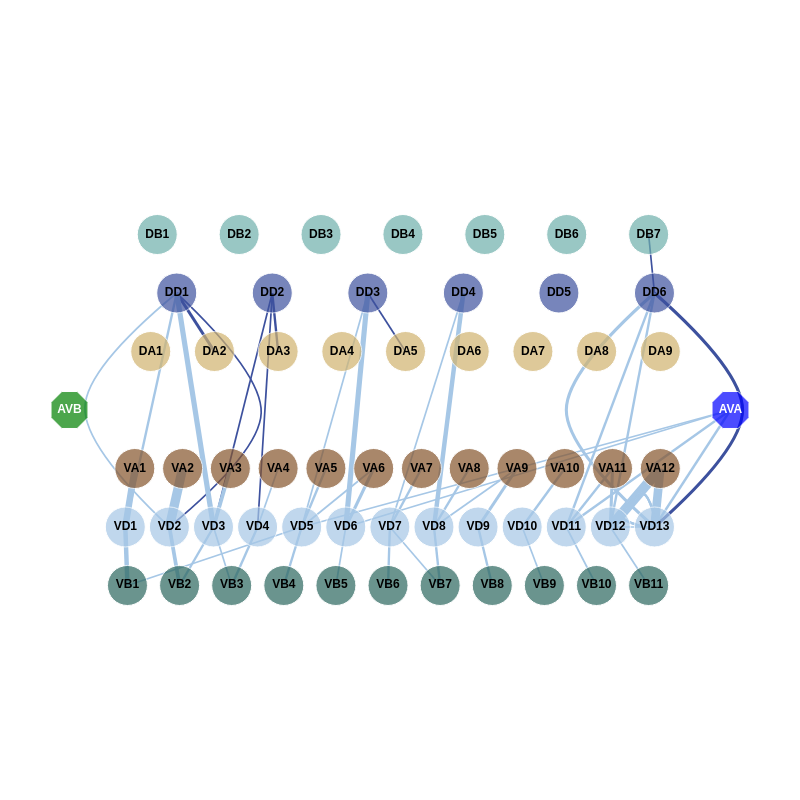 DB1 DB2 DB3 DB4 DB5 DB6 DB7
DD1 DD2 DD3 DD4 DD5 DD6
DA1 DA2 DA3 DA4 DA5 DA6 DA7 DA8 DA9
AVB AVA
VA1 VA2 VA3 VA4 VA5 VA6 VA7 VA8 VA9 VA10 VA11 VA12
VD1 VD2 VD3 VD4 VD5 VD6 VD7 VD8 VD9 VD10 VD11 VD12 VD13
VB1 VB2 VB3 VB4 VB5 VB6 VB7 VB8 VB9 VB10 VB11